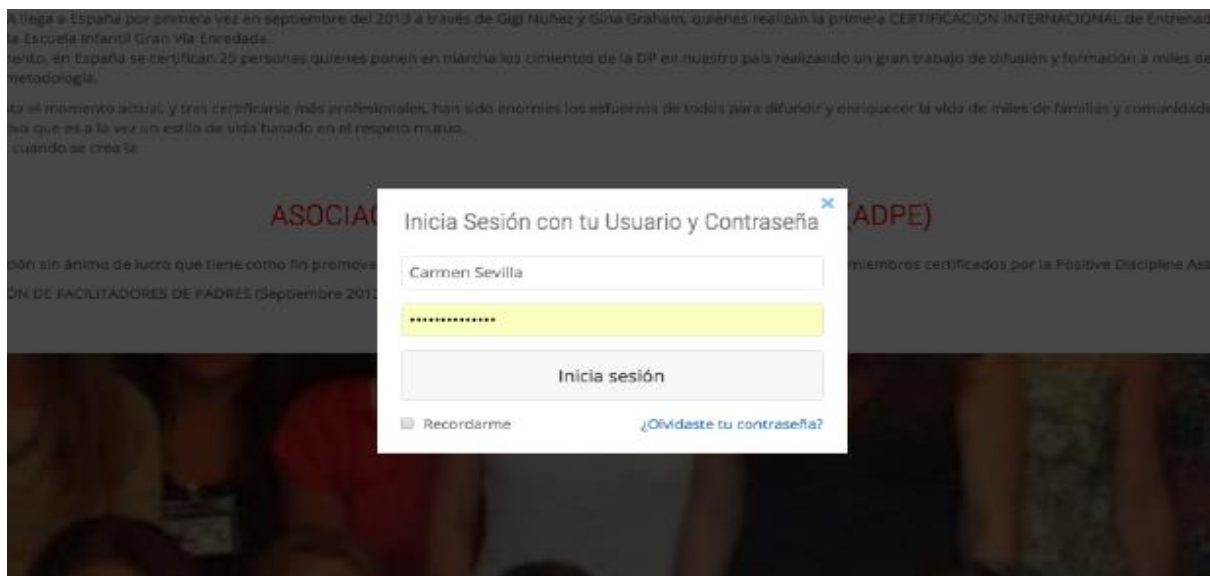 A llega a España por primera vez en septiembre del 2013 a través de Gigi Nuñez y Gina Graham, quienes realizan la primera CERTIFICACIÓN INTERNACIONAL de Entrenad
la Escuela Infantil Gran Vía Enredada.
mento, en España se certifican 25 personas quienes ponen en marcha los cimientos de la DP en nuestro país realizando un gran trabajo de difusión y formación a miles de
metodología.
sta el momento actual, y tres certificarse más profesionales, han sido enormes los esfuerzos de todos para difundir y enriquecer la vida de miles de familias y comunidade
iva que es a la vez un estilo de vida basado en el respeto mutuo.
cuando se crea la
ASOCIAC (ADPE)
Inicia Sesión con tu Usuario y Contraseña
×
ción sin ánimo de lucro que tiene como fin promove miembros certificados por la Positive Discipline Ass
Carmen Sevilla
ÓN DE FACILITADORES DE PADRES (Septiembre 201
••••••••••••••
Inicia sesión
Recordarme
¿Olvidaste tu contraseña?